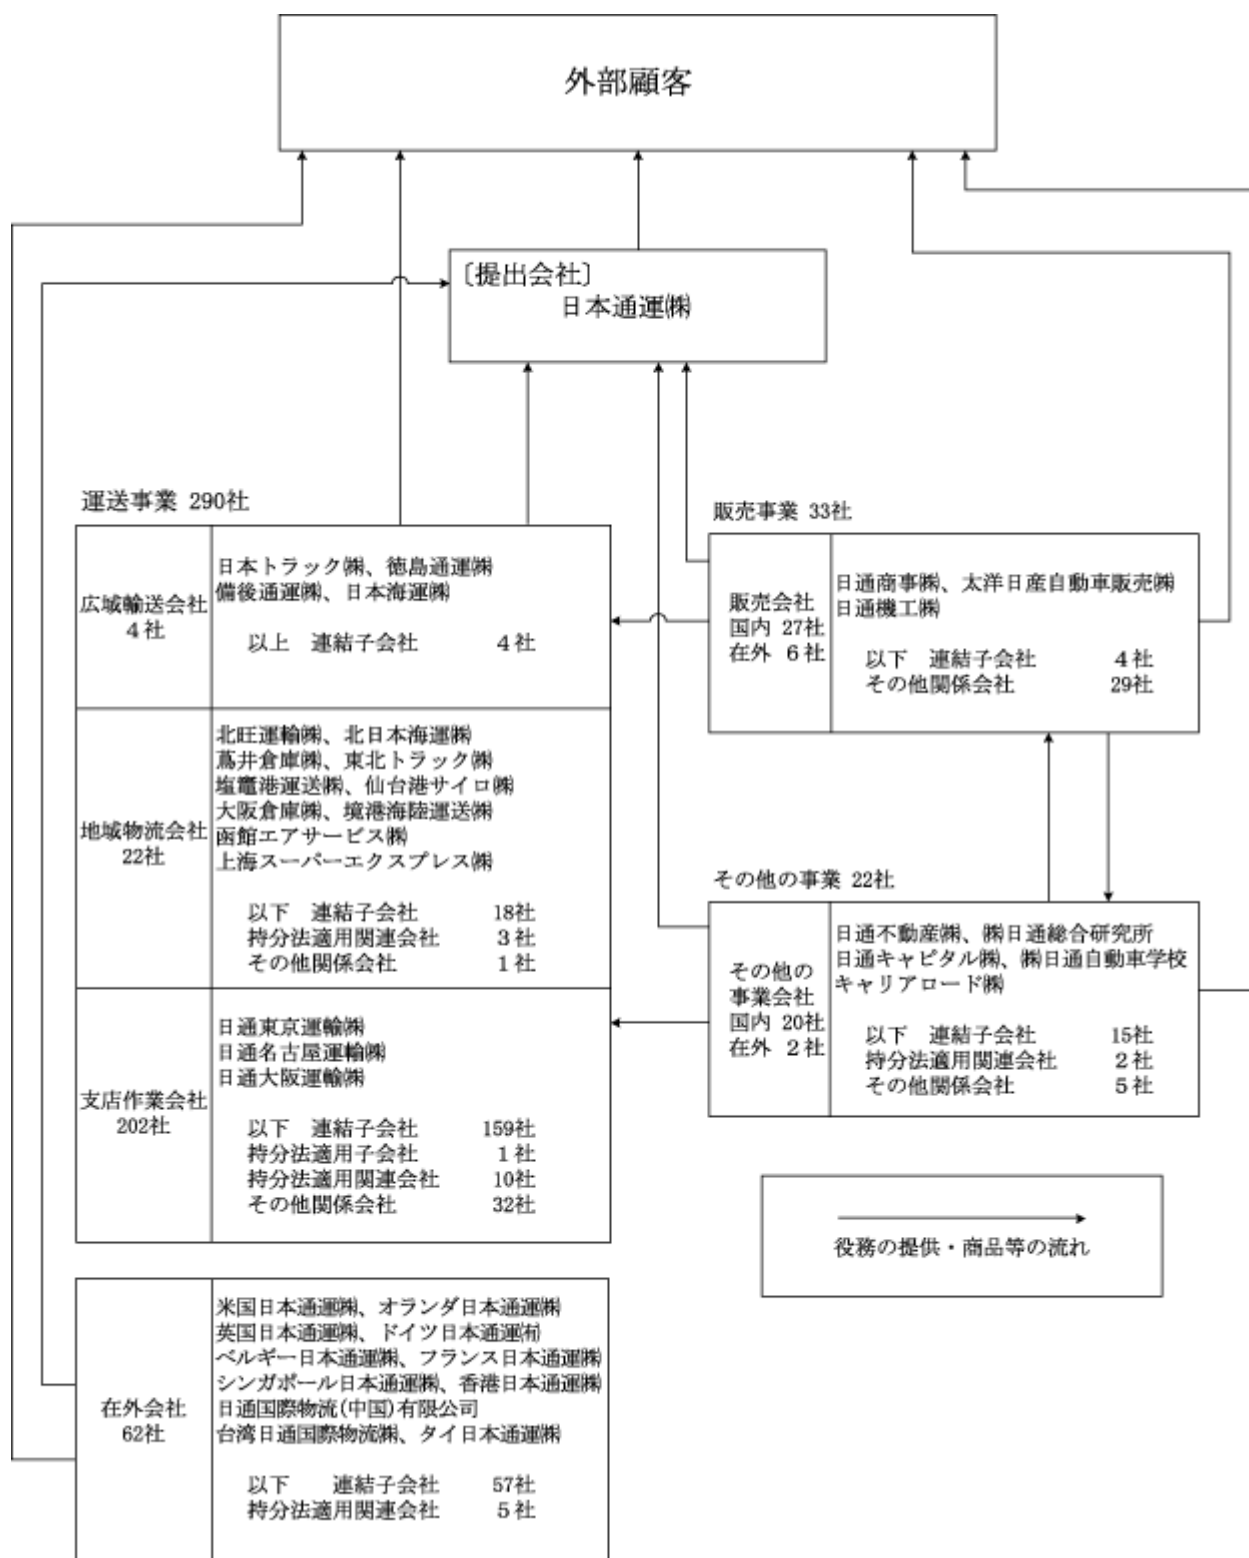 外部顧客
〔提出会社〕
日本通運㈱
運送事業 290社
広域輸送会社
4社
日本トラック㈱、徳島通運㈱
備後通運㈱、日本海運㈱
以上 連結子会社 4社
地域物流会社
22社
北旺運輸㈱、北日本海運㈱
蔦井倉庫㈱、東北トラック㈱
塩竈港運送㈱、仙台港サイロ㈱
大阪倉庫㈱、境港海陸運送㈱
函館エアサービス㈱
上海スーパーエクスプレス㈱
以下 連結子会社 18社
持分法適用関連会社 3社
その他関係会社 1社
支店作業会社
202社
日通東京運輸㈱
日通名古屋運輸㈱
日通大阪運輸㈱
以下 連結子会社 159社
持分法適用子会社 1社
持分法適用関連会社 10社
その他関係会社 32社
在外会社
62社
米国日本通運㈱、オランダ日本通運㈱
英国日本通運㈱、ドイツ日本通運㈲
ベルギー日本通運㈱、フランス日本通運㈱
シンガポール日本通運㈱、香港日本通運㈱
日通国際物流(中国)有限公司
台湾日通国際物流㈱、タイ日本通運㈱
以下 連結子会社 57社
持分法適用関連会社 5社
販売事業 33社
販売会社
国内 27社
在外 6社
日通商事㈱、太洋日産自動車販売㈱
日通機工㈱
以下 連結子会社 4社
その他関係会社 29社
その他の事業 22社
その他の
事業会社
国内 20社
在外 2社
日通不動産㈱、㈱日通総合研究所
日通キャピタル㈱、㈱日通自動車学校
キャリアロード㈱
以下 連結子会社 15社
持分法適用関連会社 2社
その他関係会社 5社
役務の提供・商品等の流れ